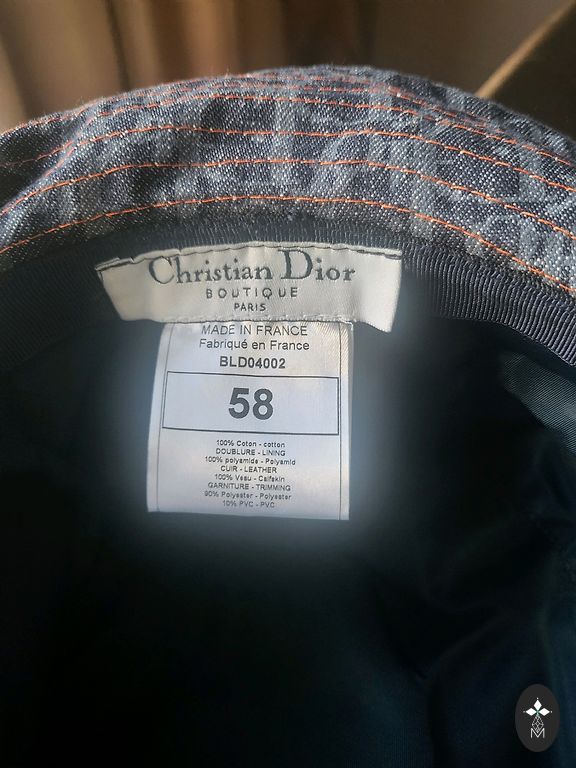 Christian Dior
BOUTIQUE
PARIS
MADE IN FRANCE
Fabriqué en France
BLD04002
58
100% Coton - cotton
DOUBLURE - LINING
100% polyamide - Polyamid
CUIR - LEATHER
100% Veau - Calfskin
GARNITURE - TRIMMING
90% Polyester - Polyester
10% PVC - PVC
M